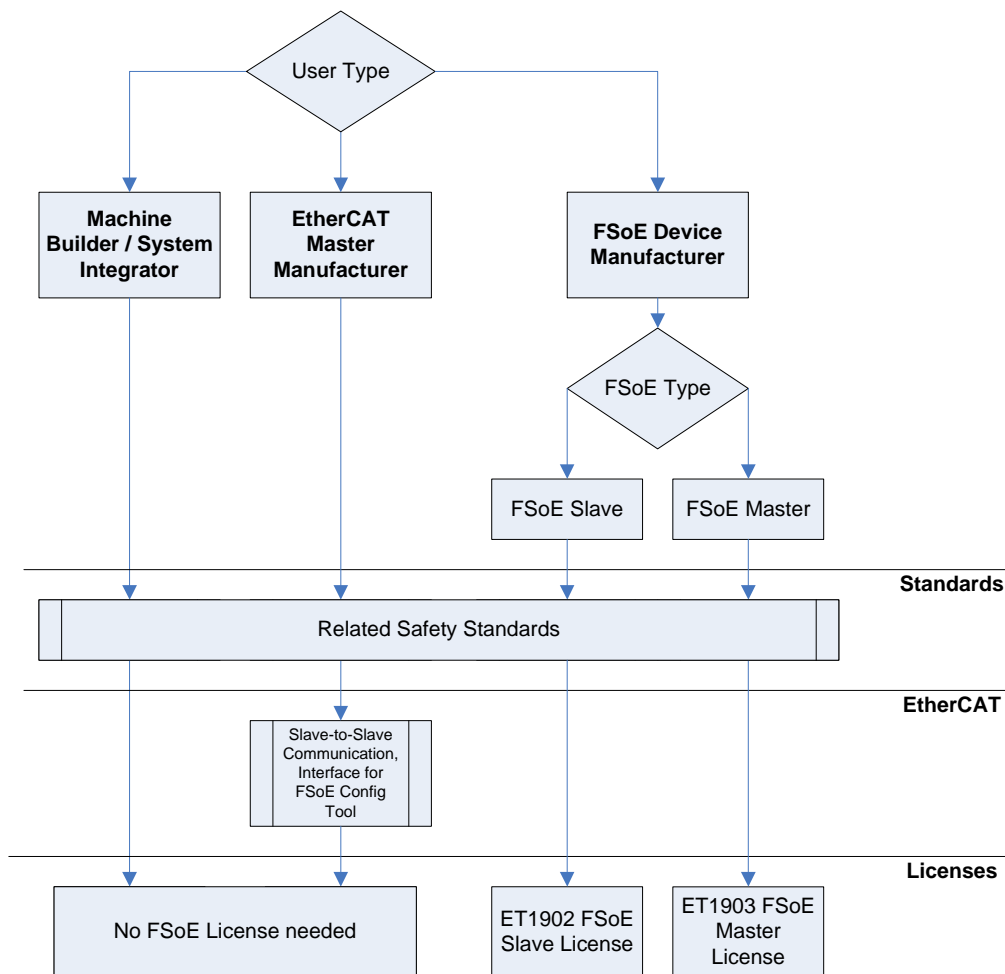 User Type
Machine
Builder / System
Integrator
EtherCAT
Master
Manufacturer
FSoE Device
Manufacturer
FSoE Type
FSoE Slave
FSoE Master
Standards
Related Safety Standards
EtherCAT
Slave-to-Slave
Communication,
Interface for
FSoE Config
Tool
Licenses
No FSoE License needed
ET1902 FSoE
Slave License
ET1903 FSoE
Master
License